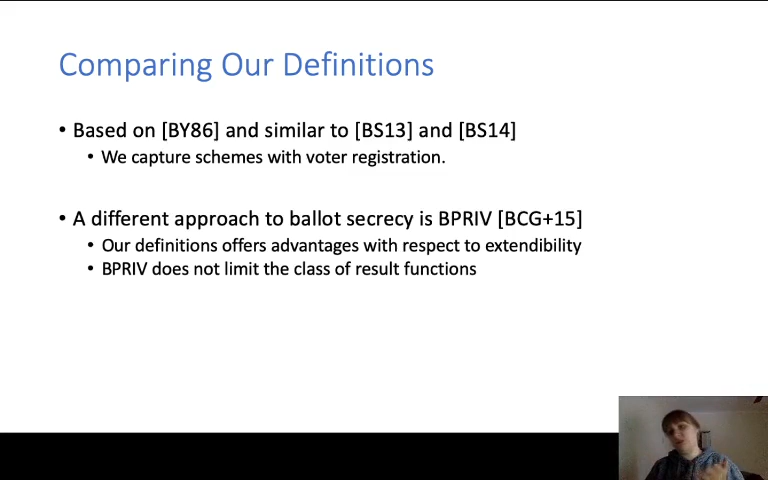 Comparing Our Definitions
• Based on [BY86] and similar to [BS13] and [BS14]
• We capture schemes with voter registration.
• A different approach to ballot secrecy is BPRIV [BCG+15]
• Our definitions offers advantages with respect to extendibility
• BPRIV does not limit the class of result functions